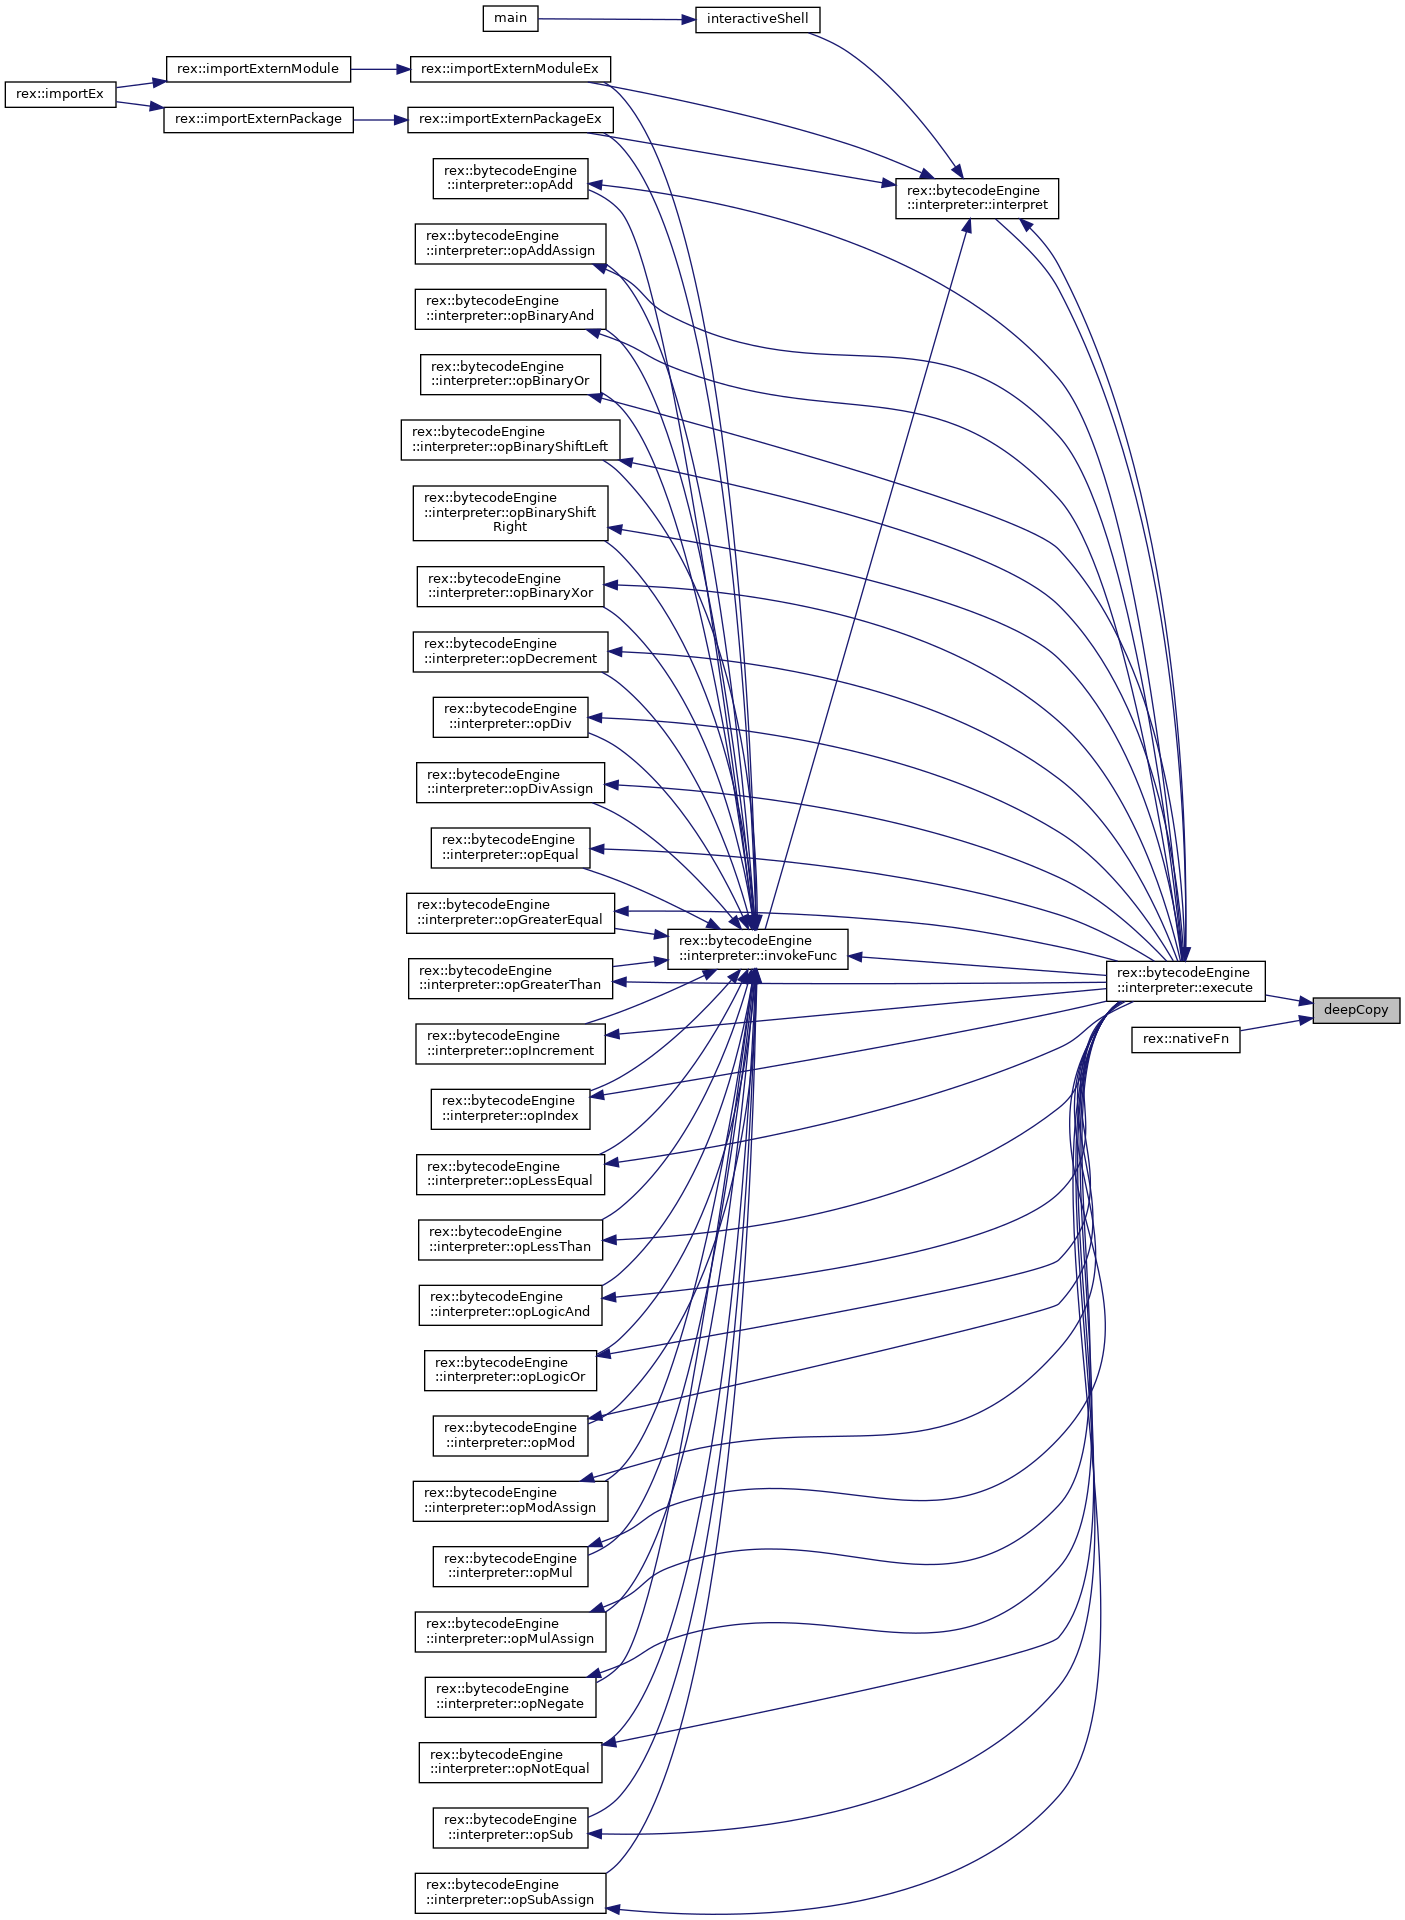 main
interactiveShell
rex::importExternModule
rex::importExternModuleEx
rex::importEx
rex::importExternPackage
rex::importExternPackageEx
rex::bytecodeEngine
::interpreter::opAdd
rex::bytecodeEngine
::interpreter::interpret
rex::bytecodeEngine
::interpreter::opAddAssign
rex::bytecodeEngine
::interpreter::opBinaryAnd
rex::bytecodeEngine
::interpreter::opBinaryOr
rex::bytecodeEngine
::interpreter::opBinaryShiftLeft
rex::bytecodeEngine
::interpreter::opBinaryShift
Right
rex::bytecodeEngine
::interpreter::opBinaryXor
rex::bytecodeEngine
::interpreter::opDecrement
rex::bytecodeEngine
::interpreter::opDiv
rex::bytecodeEngine
::interpreter::opDivAssign
rex::bytecodeEngine
::interpreter::opEqual
rex::bytecodeEngine
::interpreter::opGreaterEqual
rex::bytecodeEngine
::interpreter::invokeFunc
rex::bytecodeEngine
::interpreter::opGreaterThan
rex::bytecodeEngine
::interpreter::execute
deepCopy
rex::nativeFn
rex::bytecodeEngine
::interpreter::opIncrement
rex::bytecodeEngine
::interpreter::opIndex
rex::bytecodeEngine
::interpreter::opLessEqual
rex::bytecodeEngine
::interpreter::opLessThan
rex::bytecodeEngine
::interpreter::opLogicAnd
rex::bytecodeEngine
::interpreter::opLogicOr
rex::bytecodeEngine
::interpreter::opMod
rex::bytecodeEngine
::interpreter::opModAssign
rex::bytecodeEngine
::interpreter::opMul
rex::bytecodeEngine
::interpreter::opMulAssign
rex::bytecodeEngine
::interpreter::opNegate
rex::bytecodeEngine
::interpreter::opNotEqual
rex::bytecodeEngine
::interpreter::opSub
rex::bytecodeEngine
::interpreter::opSubAssign